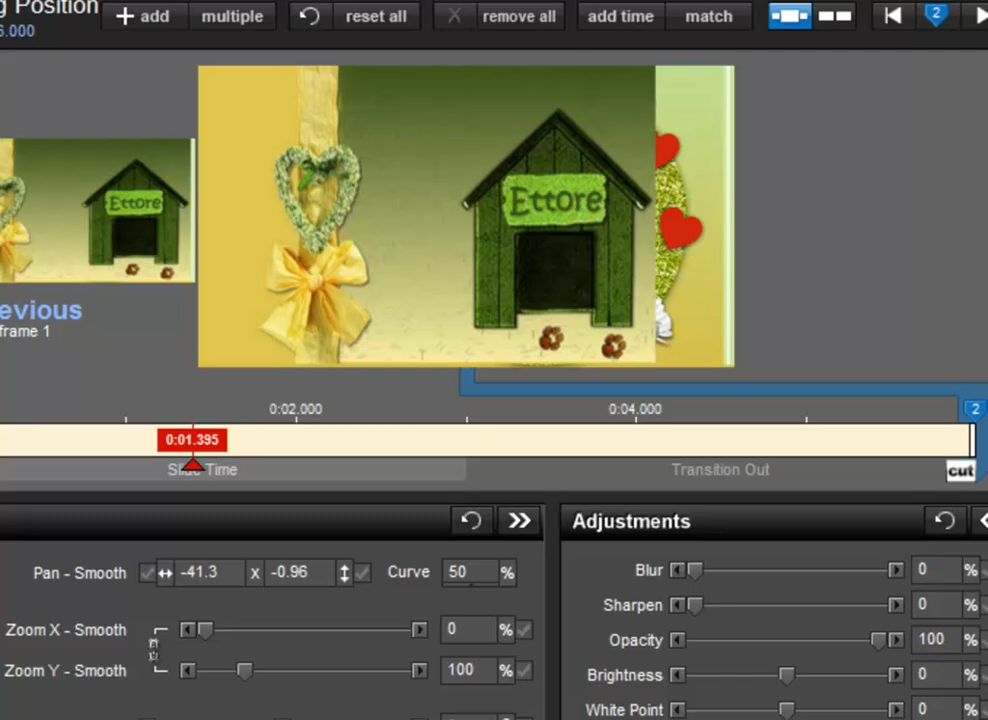 g Position
6.000
+ add
multiple
reset all
X remove all
add time
match
2
Ettore
Ettore
evious
frame 1
0:02.000
0:04.000
2
0:01.395
Slide Time
Transition Out
cut
Adjustments
Pan - Smooth -41.3 x -0.96 Curve 50 %
Blur 0 %
Sharpen 0 %
Zoom X - Smooth 0 %
Opacity 100 %
Zoom Y - Smooth 100 %
Brightness 0 %
White Point 0 %